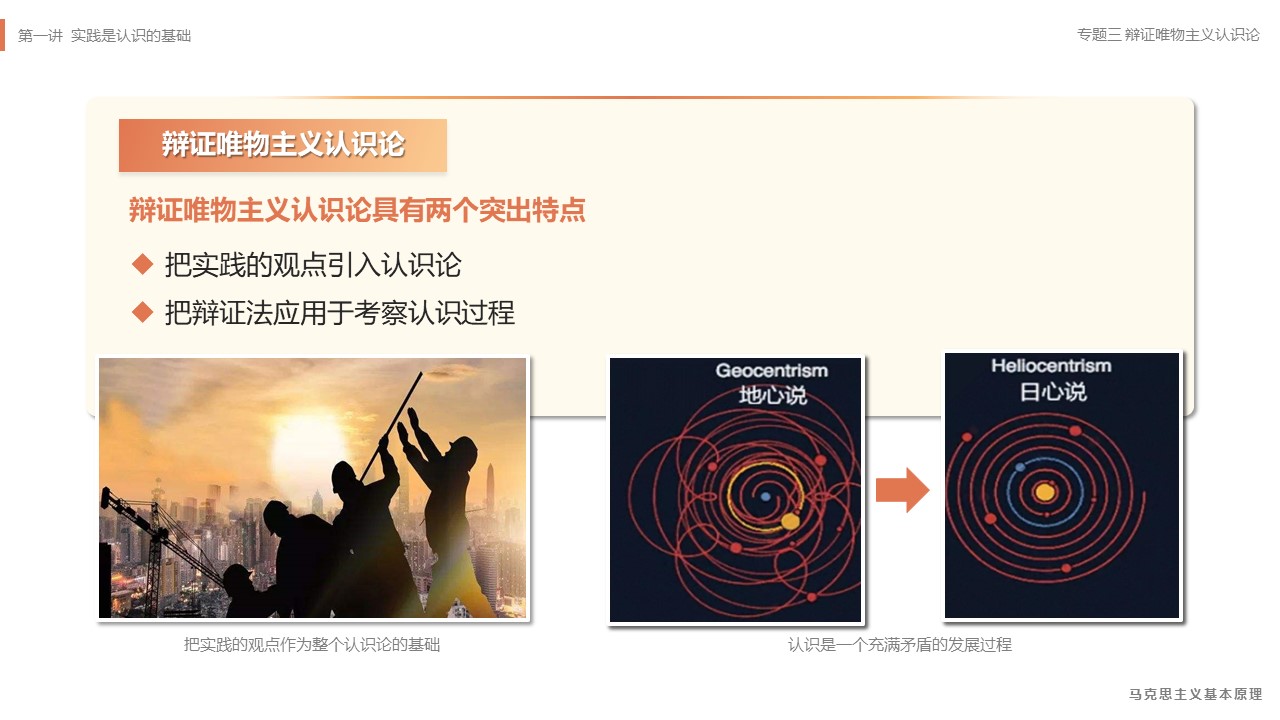 第一讲 实践是认识的基础
专题三 辩证唯物主义认识论
辩证唯物主义认识论
辩证唯物主义认识论具有两个突出特点
把实践的观点引入认识论
把辩证法应用于考察认识过程
Geocentrism
地心说
Heliocentrism
日心说
把实践的观点作为整个认识论的基础
认识是一个充满矛盾的发展过程
马克思主义基本原理